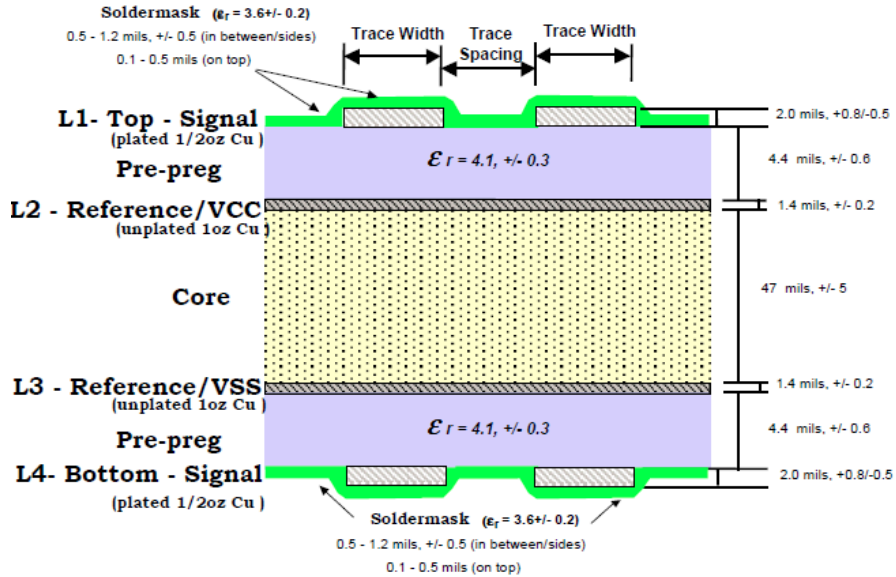 Soldermask (εr = 3.6+/- 0.2)
0.5 - 1.2 mils, +/- 0.5 (in between/sides)
0.1 - 0.5 mils (on top)
Trace Width
Trace Spacing
Trace Width
L1- Top - Signal
(plated 1/2oz Cu )
2.0 mils, +0.8/-0.5
Pre-preg
ε r = 4.1, +/- 0.3
4.4 mils, +/- 0.6
L2 - Reference/VCC
(unplated 1oz Cu )
1.4 mils, +/- 0.2
Core
47 mils, +/- 5
L3 - Reference/VSS
(unplated 1oz Cu )
1.4 mils, +/- 0.2
Pre-preg
ε r = 4.1, +/- 0.3
4.4 mils, +/- 0.6
L4- Bottom - Signal
(plated 1/2oz Cu )
2.0 mils, +0.8/-0.5
Soldermask (εr = 3.6+/- 0.2)
0.5 - 1.2 mils, +/- 0.5 (in between/sides)
0.1 - 0.5 mils (on top)